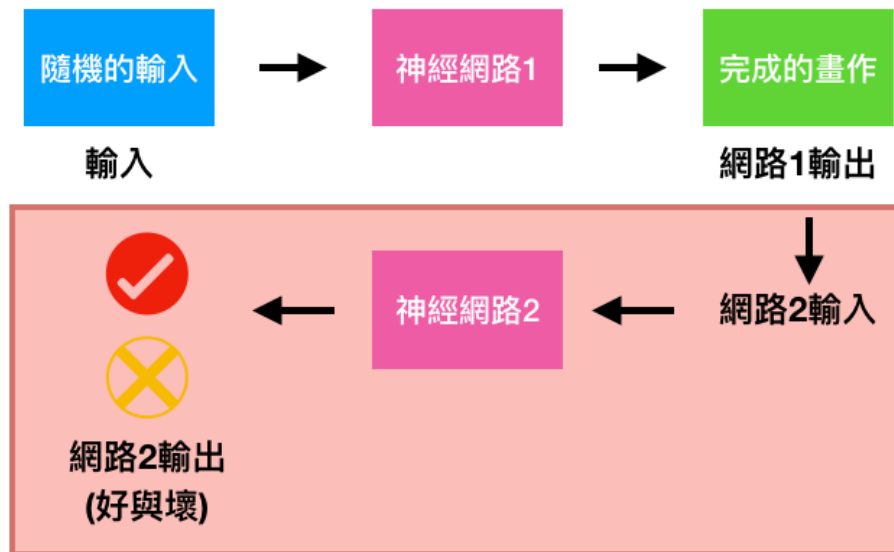 隨機的輸入
神經網路1
完成的畫作
輸入
網路1輸出
神經網路2
網路2輸入
網路2輸出
(好與壞)